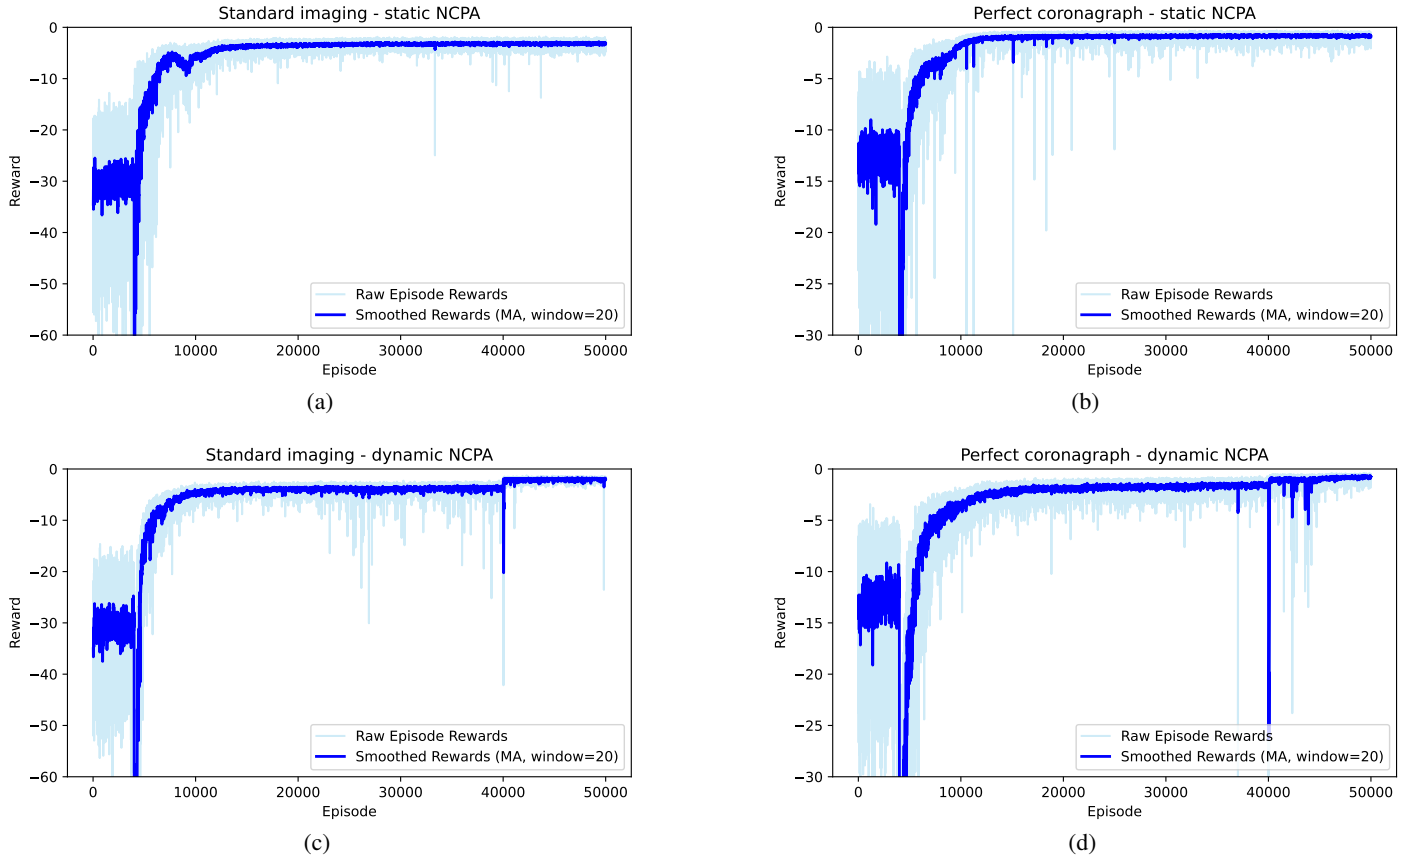 Standard imaging - static NCPA
0
−10
−20
−30
−40
−50
−60
Reward
Raw Episode Rewards
Smoothed Rewards (MA, window=20)
0 10000 20000 30000 40000 50000
Episode
(a)
Perfect coronagraph - static NCPA
0
−5
−10
−15
−20
−25
−30
Reward
Raw Episode Rewards
Smoothed Rewards (MA, window=20)
0 10000 20000 30000 40000 50000
Episode
(b)
Standard imaging - dynamic NCPA
0
−10
−20
−30
−40
−50
−60
Reward
Raw Episode Rewards
Smoothed Rewards (MA, window=20)
0 10000 20000 30000 40000 50000
Episode
(c)
Perfect coronagraph - dynamic NCPA
0
−5
−10
−15
−20
−25
−30
Reward
Raw Episode Rewards
Smoothed Rewards (MA, window=20)
0 10000 20000 30000 40000 50000
Episode
(d)